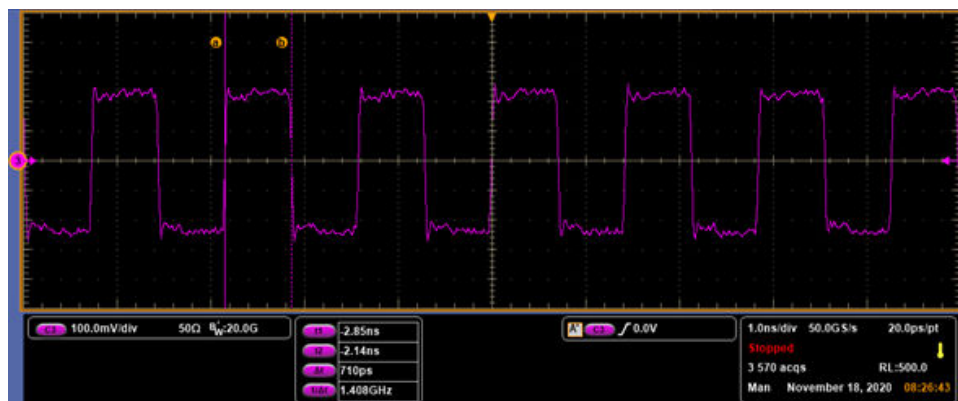 a b
3
C3 100.0mV/div 50Ω BW:20.0G
t1 -2.85ns
t2 -2.14ns
Δt 710ps
1/Δt 1.408GHz
A' C3 0.0V
1.0ns/div 50.0GS/s 20.0ps/pt
Stopped
3 570 acqs RL:500.0
Man November 18, 2020 08:26:43